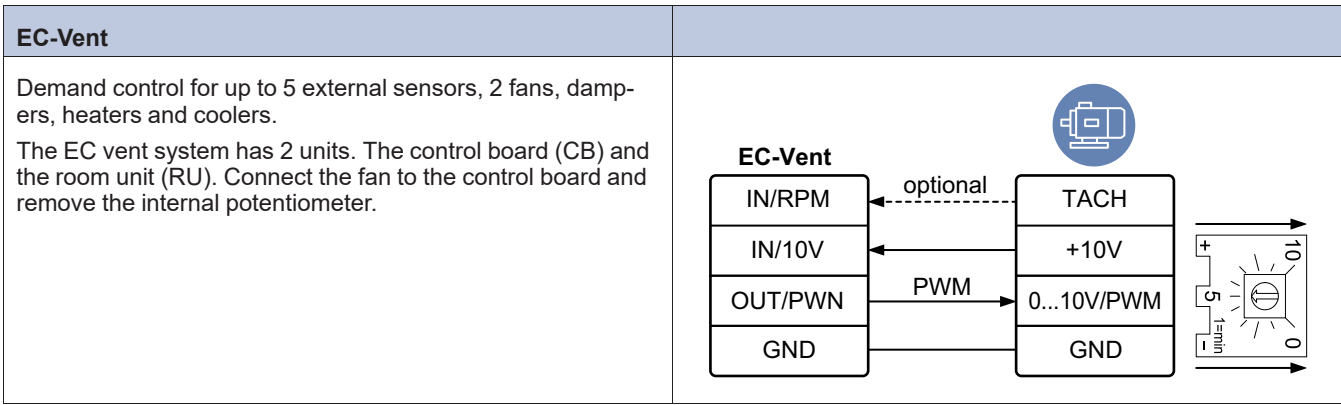 EC-Vent
Demand control for up to 5 external sensors, 2 fans, damp-
ers, heaters and coolers.
The EC vent system has 2 units. The control board (CB) and
the room unit (RU). Connect the fan to the control board and
remove the internal potentiometer.
EC-Vent
IN/RPM
optional
TACH
IN/10V
+10V
OUT/PWN
PWM
0...10V/PWM
GND
GND
+
10
5
1=min
-
0